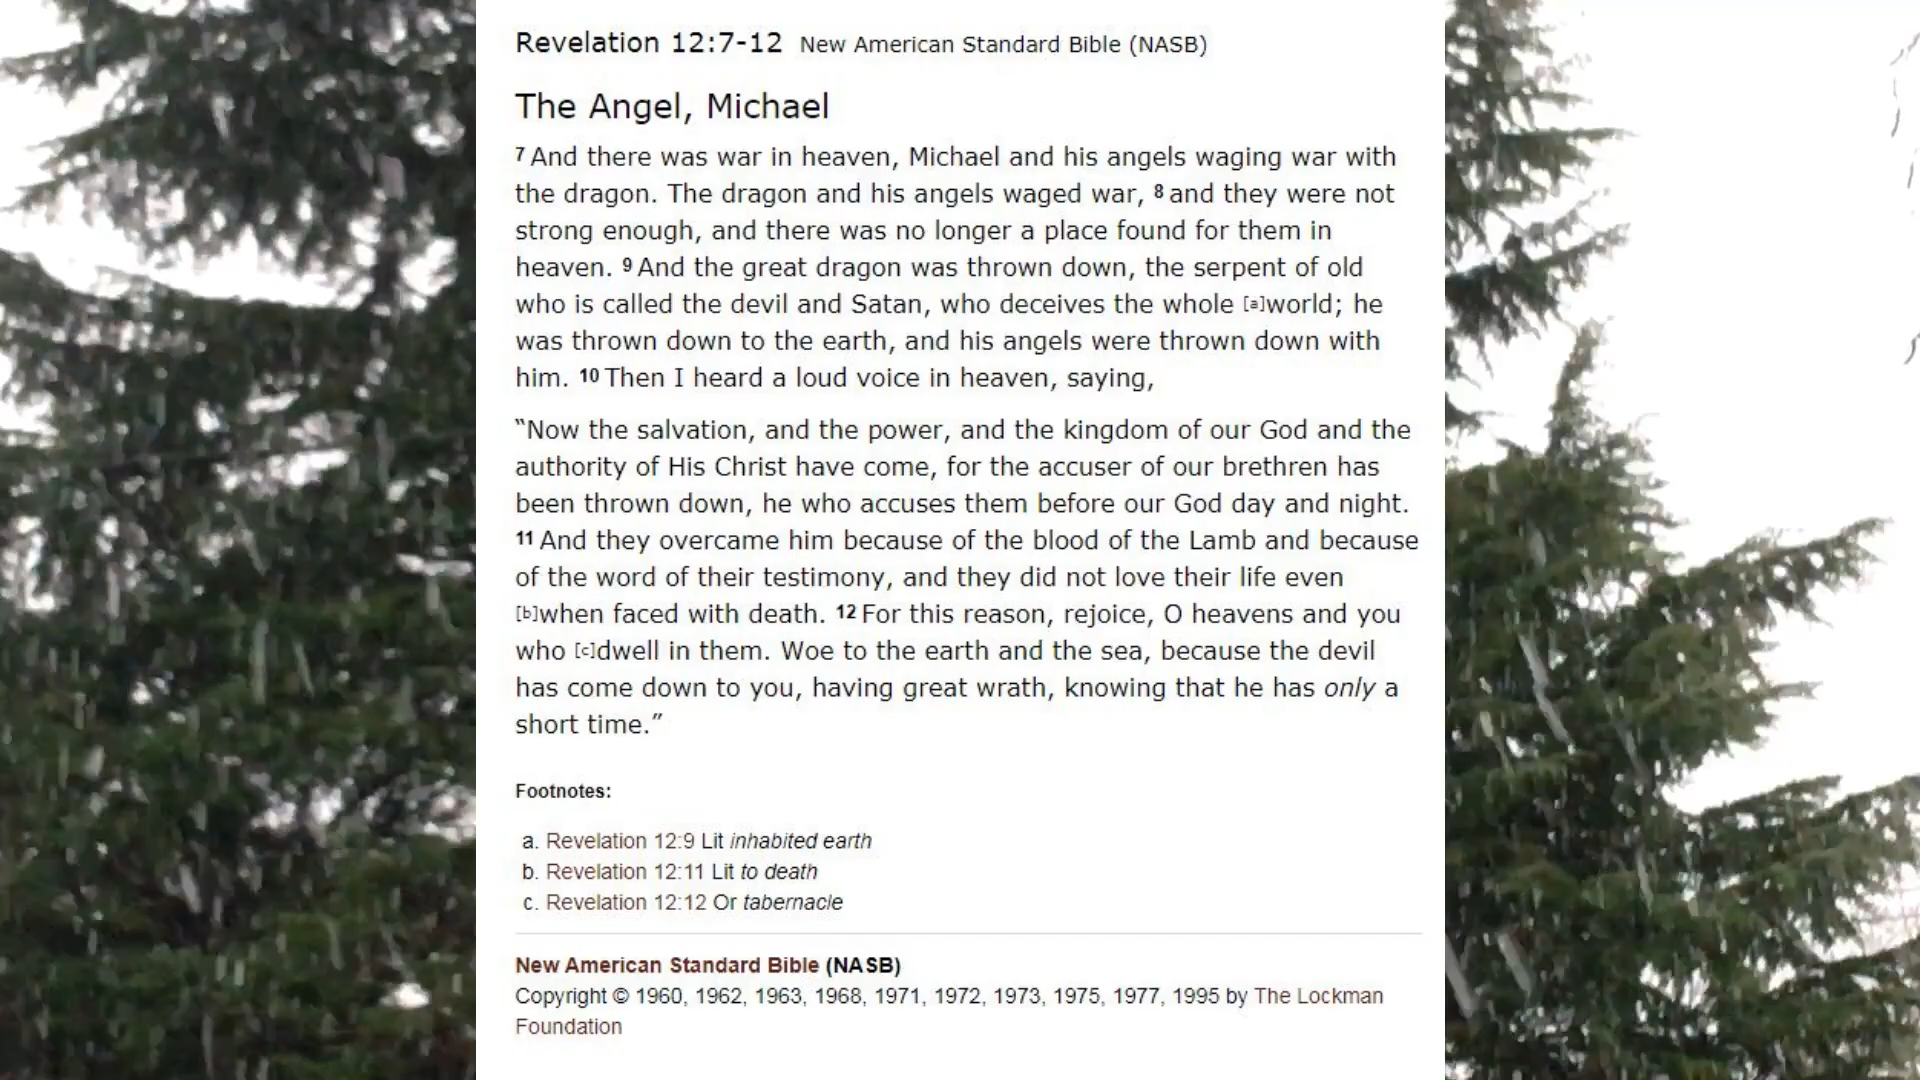 Revelation 12:7-12 New American Standard Bible (NASB)
The Angel, Michael
7 And there was war in heaven, Michael and his angels waging war with
the dragon. The dragon and his angels waged war, 8 and they were not
strong enough, and there was no longer a place found for them in
heaven. 9 And the great dragon was thrown down, the serpent of old
who is called the devil and Satan, who deceives the whole [a]world; he
was thrown down to the earth, and his angels were thrown down with
him. 10 Then I heard a loud voice in heaven, saying,
“Now the salvation, and the power, and the kingdom of our God and the
authority of His Christ have come, for the accuser of our brethren has
been thrown down, he who accuses them before our God day and night.
11 And they overcame him because of the blood of the Lamb and because
of the word of their testimony, and they did not love their life even
[b]when faced with death. 12 For this reason, rejoice, O heavens and you
who [c]dwell in them. Woe to the earth and the sea, because the devil
has come down to you, having great wrath, knowing that he has only a
short time.”
Footnotes:
a. Revelation 12:9 Lit inhabited earth
b. Revelation 12:11 Lit to death
c. Revelation 12:12 Or tabernacle
New American Standard Bible (NASB)
Copyright © 1960, 1962, 1963, 1968, 1971, 1972, 1973, 1975, 1977, 1995 by The Lockman
Foundation